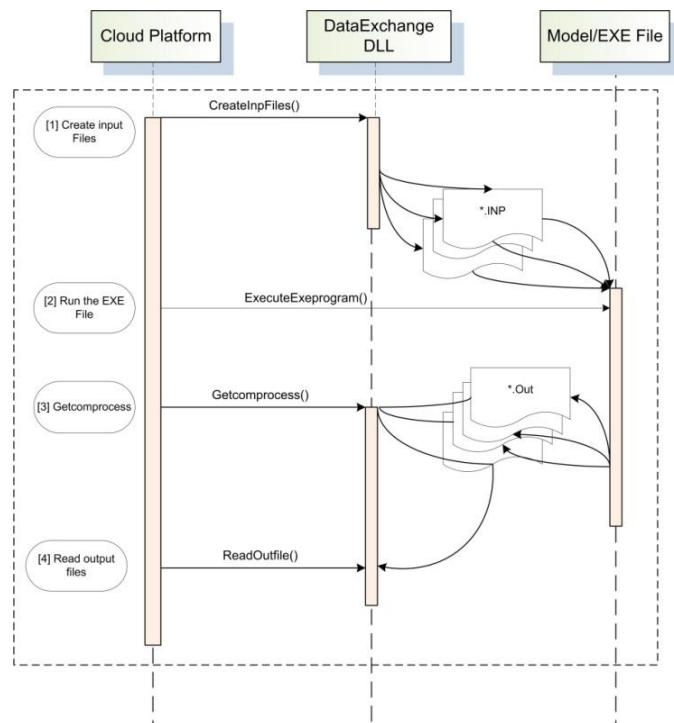 Cloud Platform
DataExchange
DLL
Model/EXE File
CreateInpFiles()
[1] Create input
Files
*.INP
[2] Run the EXE
File
ExecuteExeprogram()
*.Out
[3] Getcomprocess
Getcomprocess()
[4] Read output
files
ReadOutfile()